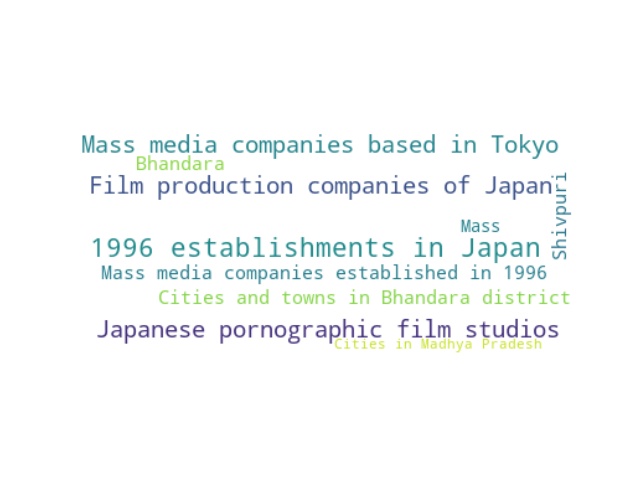 Mass media companies based in Tokyo
Bhandara
Film production companies of Japan
Shivpuri
Mass
1996 establishments in Japan
Mass media companies established in 1996
Cities and towns in Bhandara district
Japanese pornographic film studios
Cities in Madhya Pradesh